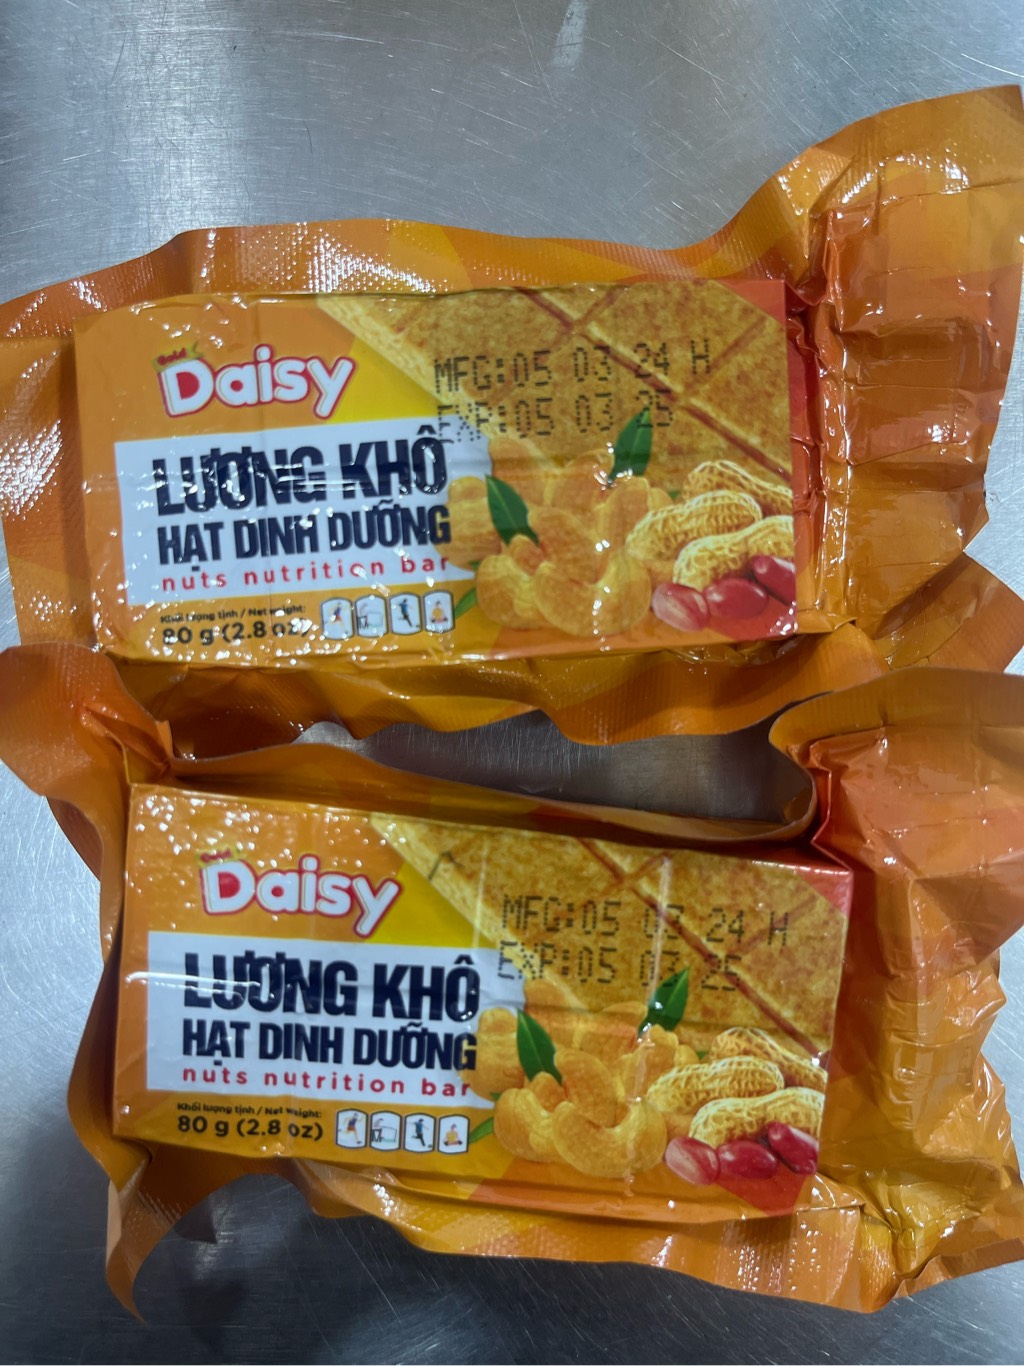 Gold
Daisy
MFG:05 03 24 H
EXP:05 03 25
LƯƠNG KHÔ
HẠT DINH DƯỠNG
nuts nutrition bar
Khối lượng tịnh / Net weight:
80 g (2.8 oz)
Gold
Daisy
MFG:05 03 24 H
EXP:05 03 25
LƯƠNG KHÔ
HẠT DINH DƯỠNG
nuts nutrition bar
Khối lượng tịnh / Net weight:
80 g (2.8 oz)